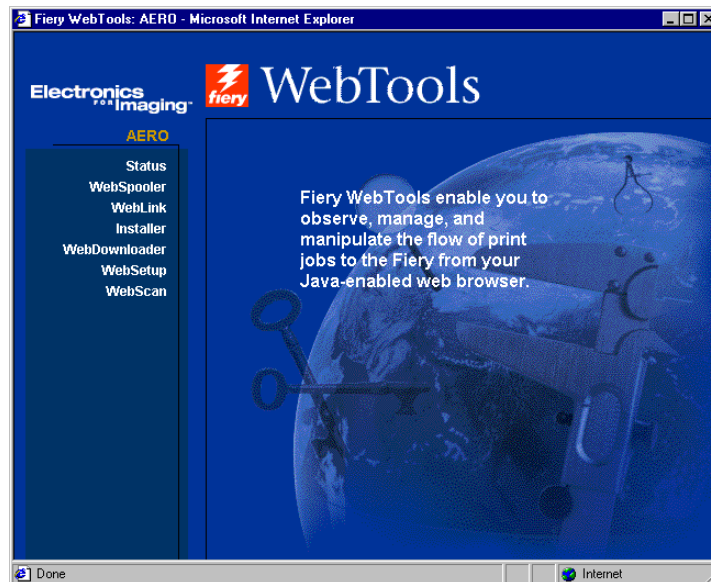 Fiery WebTools: AERO - Microsoft Internet Explorer
Electronics
FOR Imaging
fiery
WebTools
AERO
Status
WebSpooler
WebLink
Installer
WebDownloader
WebSetup
WebScan
Fiery WebTools enable you to
observe, manage, and
manipulate the flow of print
jobs to the Fiery from your
Java-enabled web browser.
Done
Internet